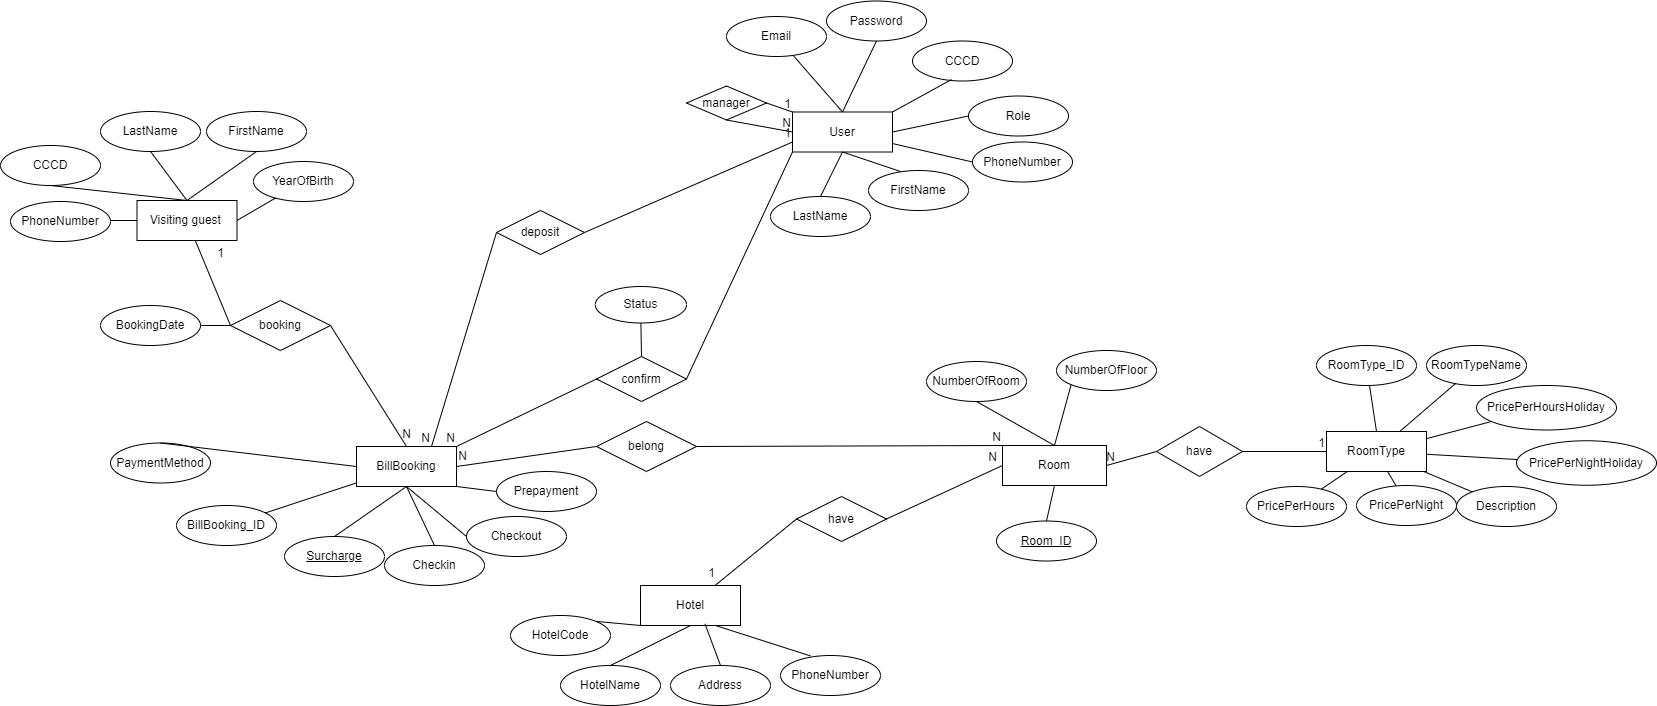 Password
Email
CCCD
manager
1
Role
N
1
User
LastName
FirstName
PhoneNumber
CCCD
YearOfBirth
FirstName
LastName
PhoneNumber
Visiting guest
deposit
1
Status
BookingDate
booking
confirm
NumberOfRoom
NumberOfFloor
RoomType_ID
RoomTypeName
PricePerHoursHoliday
N
N
N
N
belong
N
N
Room
N
have
1
RoomType
PricePerNightHoliday
PaymentMethod
BillBooking
Prepayment
PricePerHours
PricePerNight
Description
BillBooking_ID
have
Surcharge
Checkin
Checkout
Room_ID
1
Hotel
HotelCode
HotelName
Address
PhoneNumber